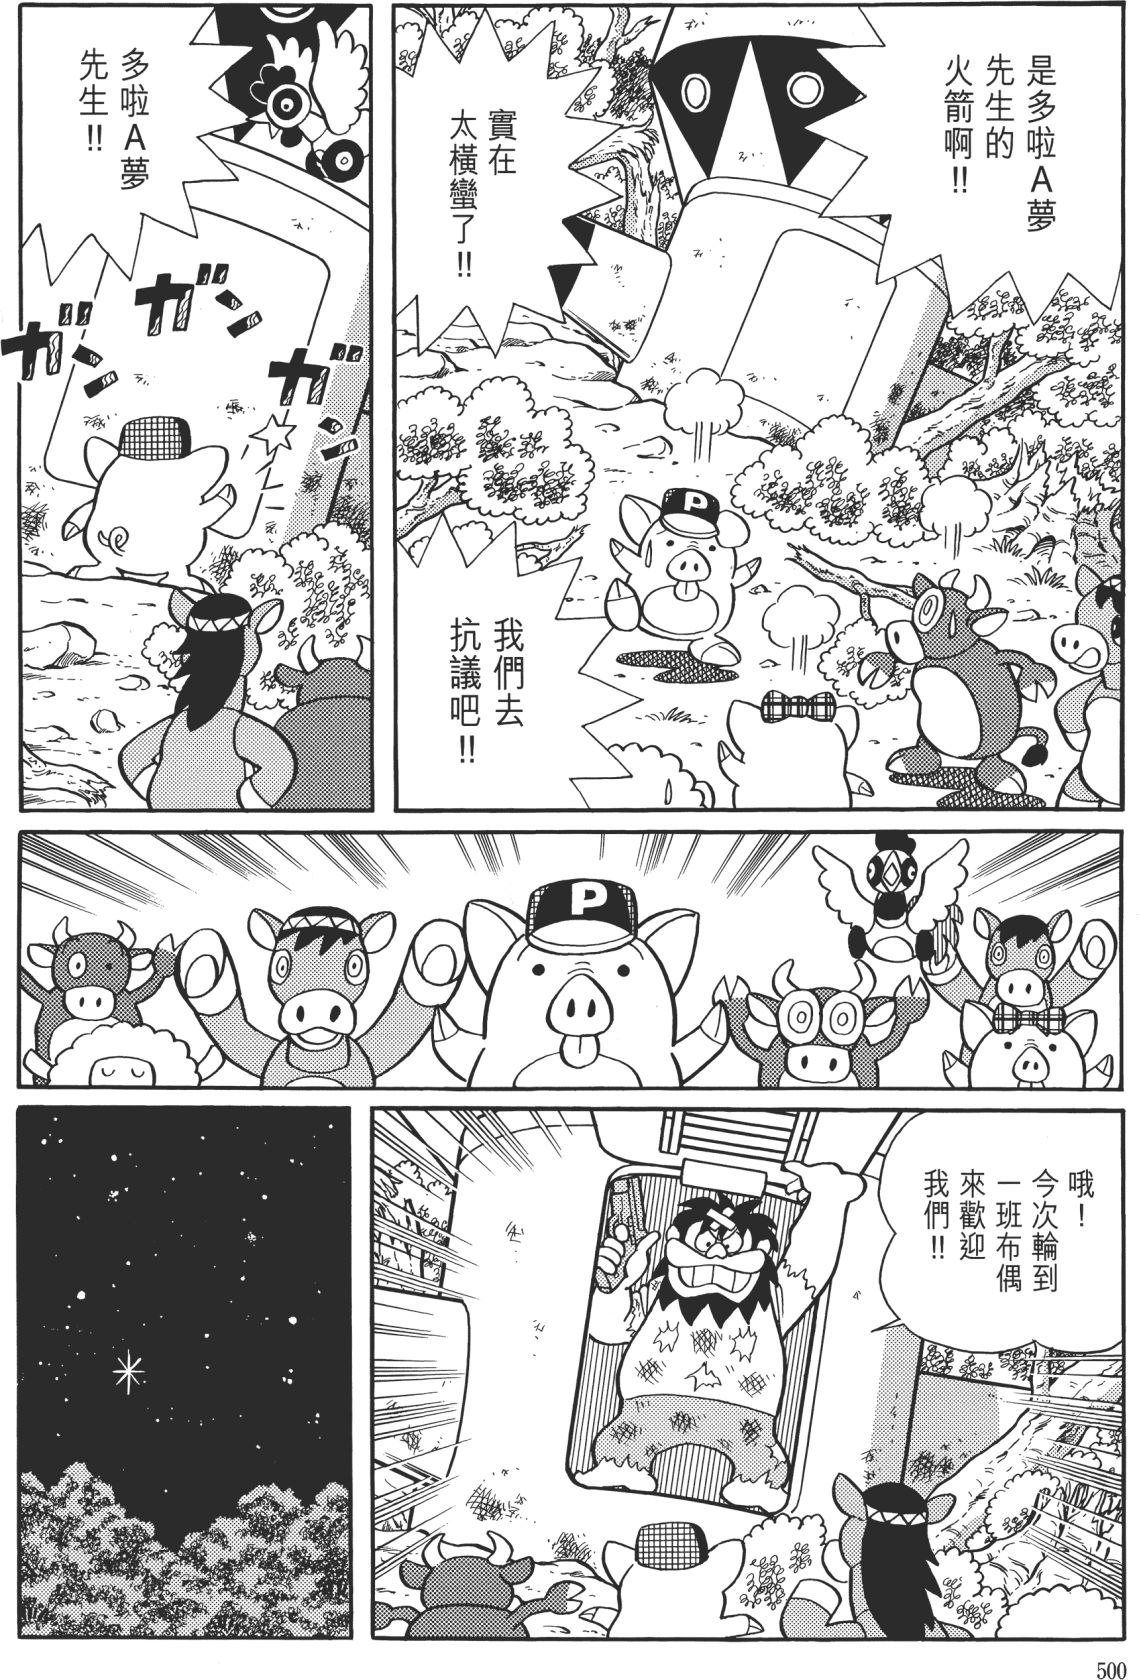 是多啦A夢
先生的
火箭啊!!
實在
太橫蠻了!!
P
我們去
抗議吧!!
多啦A夢
先生!!
ガン
ガン
ガン
P
哦!
今次輪到
一班布偶
來歡迎
我們!!
500